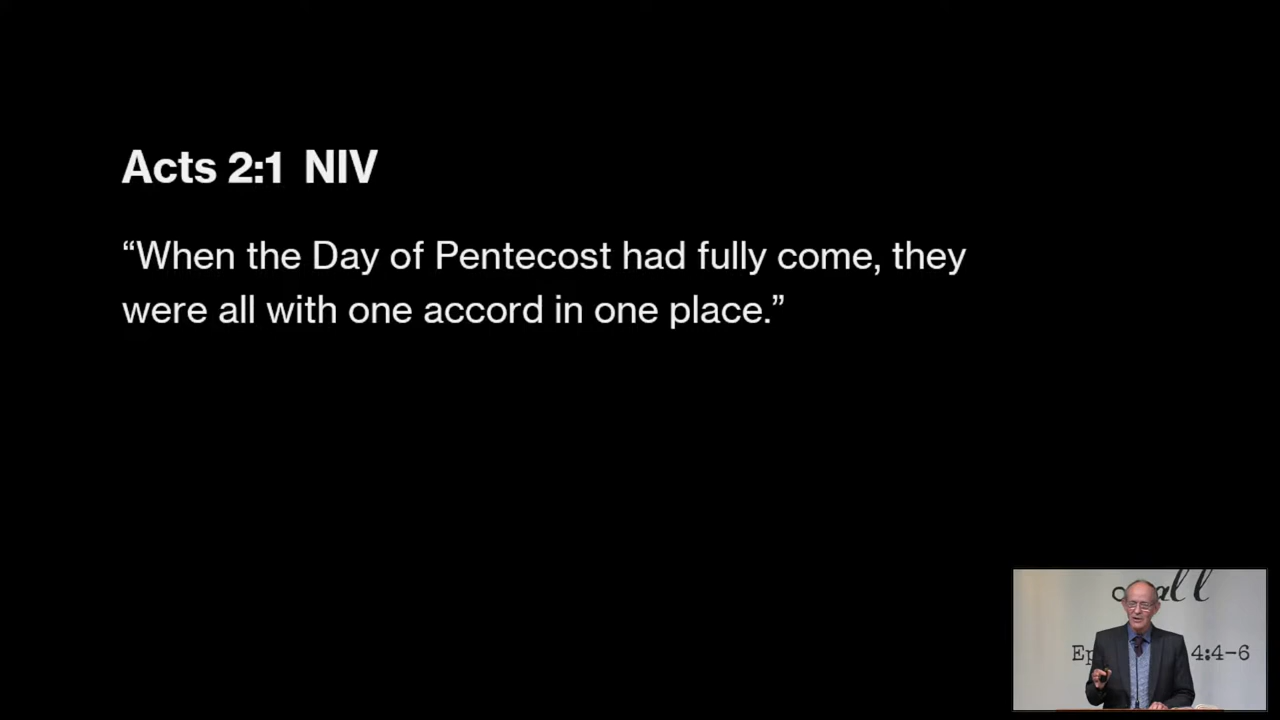 Acts 2:1 NIV
“When the Day of Pentecost had fully come, they
were all with one accord in one place.”
all
4:4-6